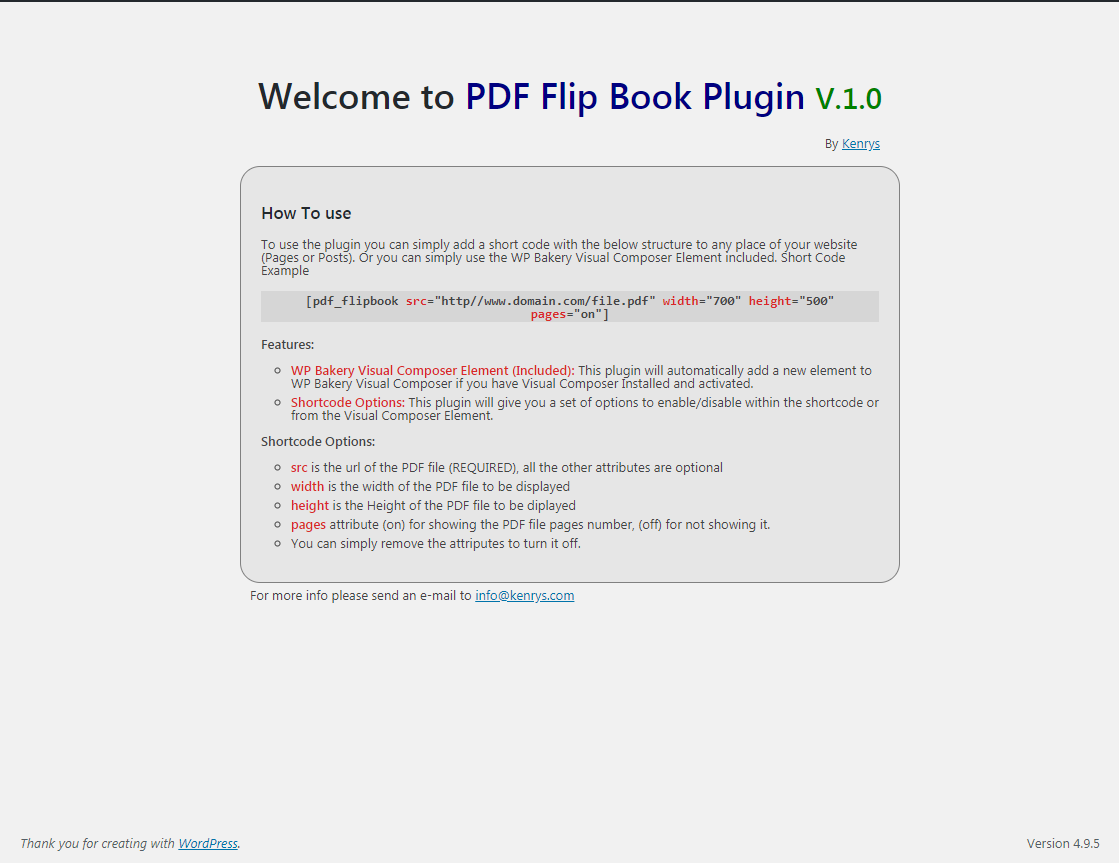 Welcome to PDF Flip Book Plugin V.1.0
By Kenrys
How To use
To use the plugin you can simply add a short code with the below structure to any place of your website
(Pages or Posts). Or you can simply use the WP Bakery Visual Composer Element included. Short Code
Example
[pdf_flipbook src="http//www.domain.com/file.pdf" width="700" height="500"
pages="on"]
Features:
WP Bakery Visual Composer Element (Included): This plugin will automatically add a new element to
WP Bakery Visual Composer if you have Visual Composer Installed and activated.
Shortcode Options: This plugin will give you a set of options to enable/disable within the shortcode or
from the Visual Composer Element.
Shortcode Options:
src is the url of the PDF file (REQUIRED), all the other attributes are optional
width is the width of the PDF file to be displayed
height is the Height of the PDF file to be diplayed
pages attribute (on) for showing the PDF file pages number, (off) for not showing it.
You can simply remove the attriputes to turn it off.
For more info please send an e-mail to info@kenrys.com
Thank you for creating with WordPress.
Version 4.9.5